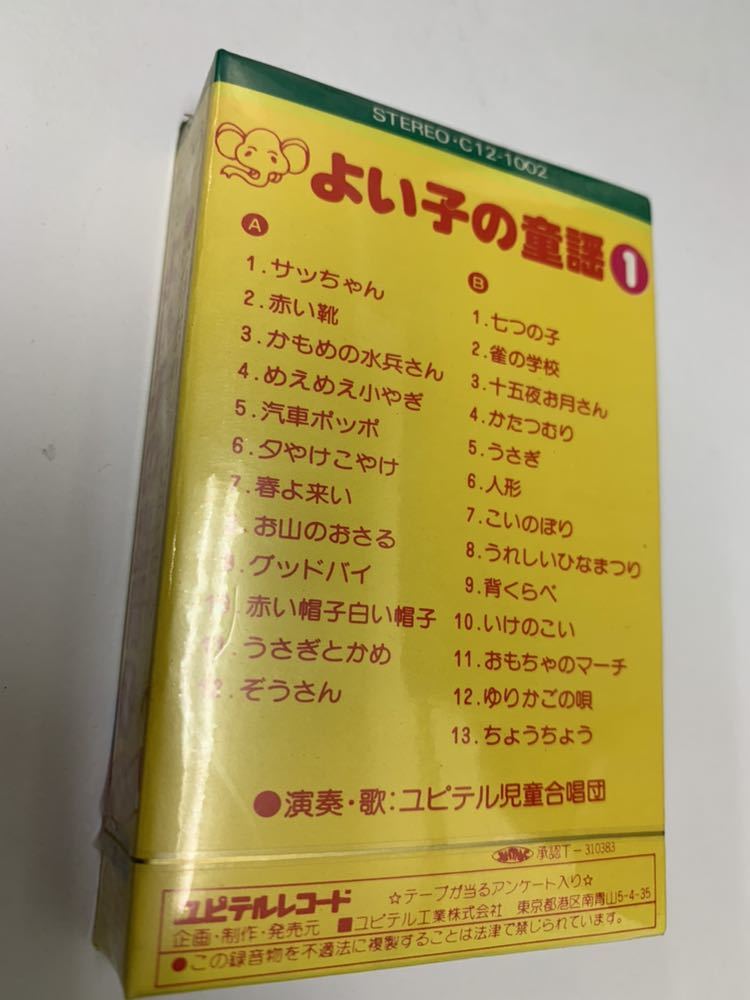 STEREO・C12-1002
よい子の童謡 1
A
1.サッちゃん
2.赤い靴
3.かもめの水兵さん
4.めえめえ小やぎ
5.汽車ポッポ
6.夕やけこやけ
7.春よ来い
8.お山のおさる
9.グッドバイ
10.赤い帽子白い帽子
11.うさぎとかめ
12.ぞうさん
B
1.七つの子
2.雀の学校
3.十五夜お月さん
4.かたつむり
5.うさぎ
6.人形
7.こいのぼり
8.うれしいひなまつり
9.背くらべ
10.いけのこい
11.おもちゃのマーチ
12.ゆりかごの唄
13.ちょうちょう
●演奏・歌:ユピテル児童合唱団
承認T-310383
ユピテルレコード
☆テープが当るアンケート入り☆
企画・制作・発売元 ■ユピテル工業株式会社 東京都港区南青山5-4-35
●この録音物を不適法に複製することは法律で禁じられています。